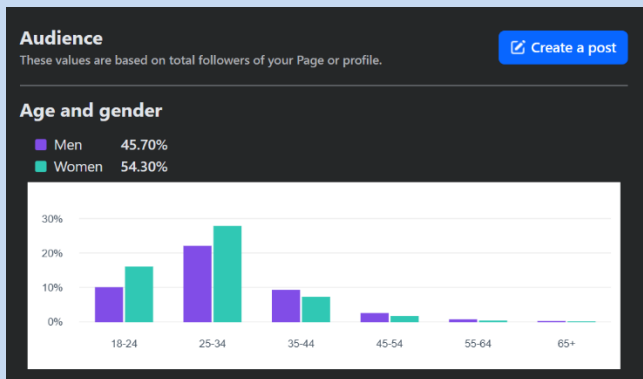 Audience
Create a post
These values are based on total followers of your Page or profile.
Age and gender
Men 45.70%
Women 54.30%
30%
20%
10%
0%
18-24 25-34 35-44 45-54 55-64 65+